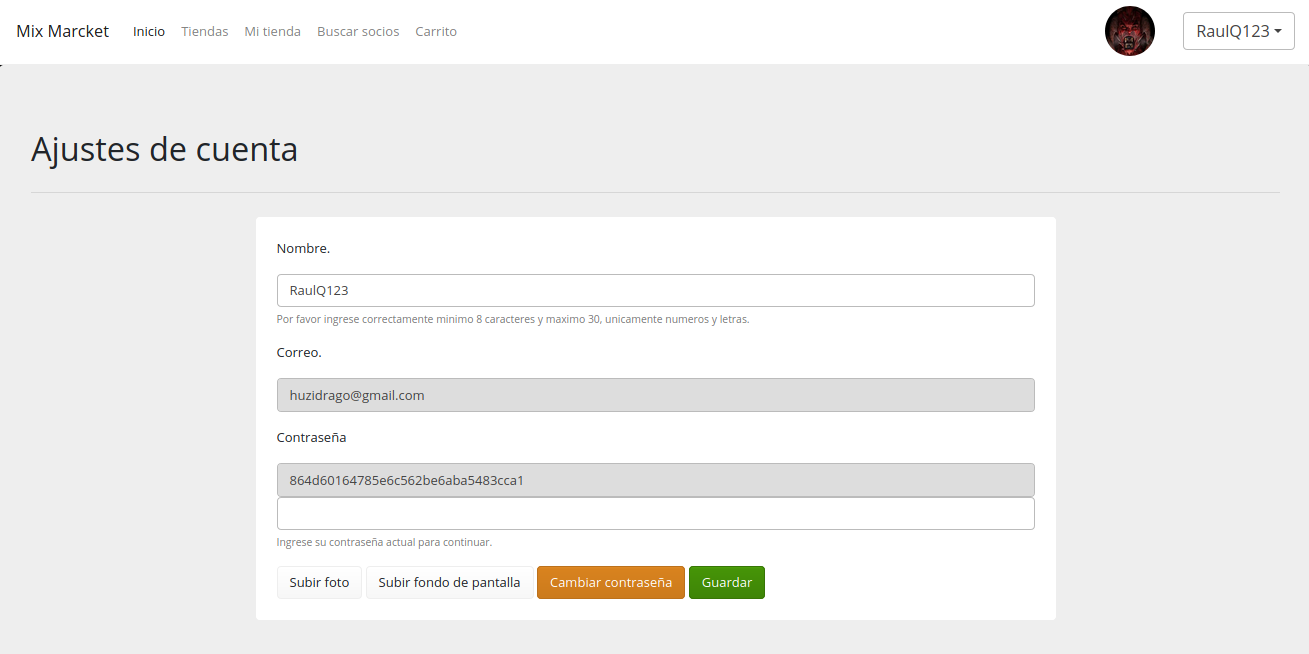 Mix Marcket Inicio Tiendas Mi tienda Buscar socios Carrito RaulQ123
Ajustes de cuenta
Nombre.
RaulQ123
Por favor ingrese correctamente minimo 8 caracteres y maximo 30, unicamente numeros y letras.
Correo.
huzidrago@gmail.com
Contraseña
864d60164785e6c562be6aba5483cca1
Ingrese su contraseña actual para continuar.
Subir foto Subir fondo de pantalla Cambiar contraseña Guardar